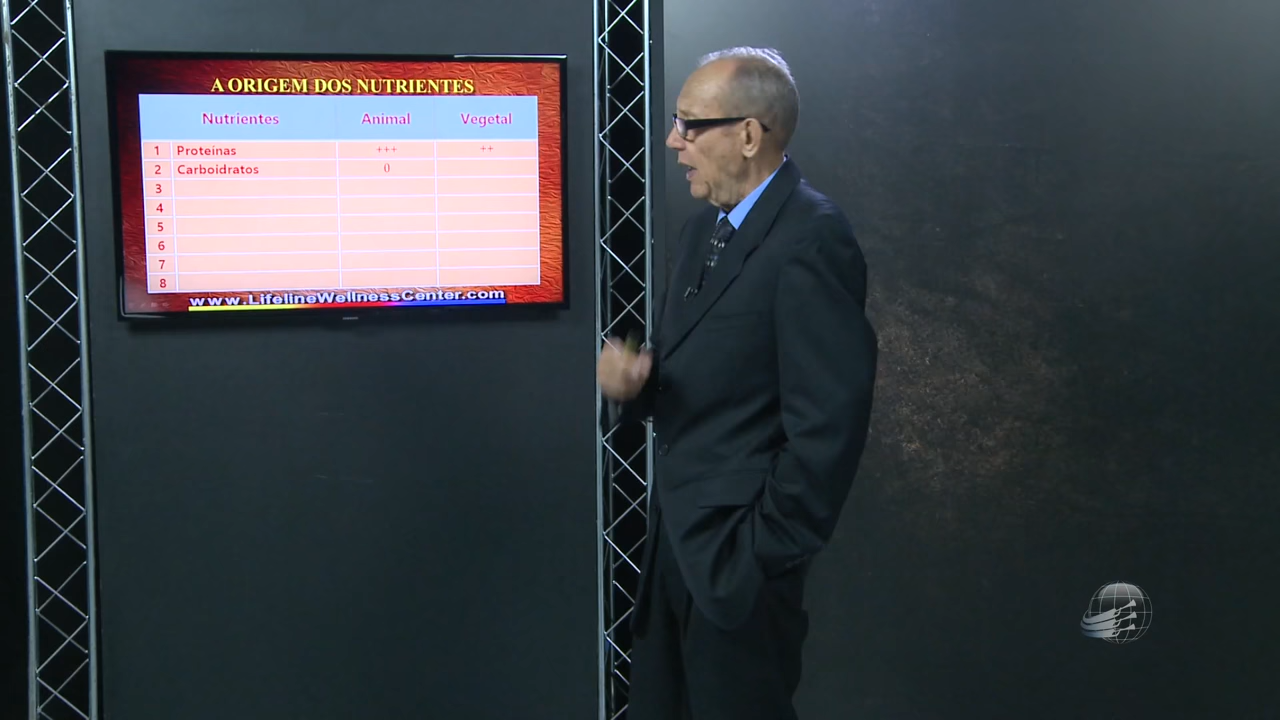 A ORIGEM DOS NUTRIENTES
Nutrientes Animal Vegetal
1 Proteinas +++ ++
2 Carboidratos 0
3
4
5
6
7
8
www.LifelineWellnessCenter.com